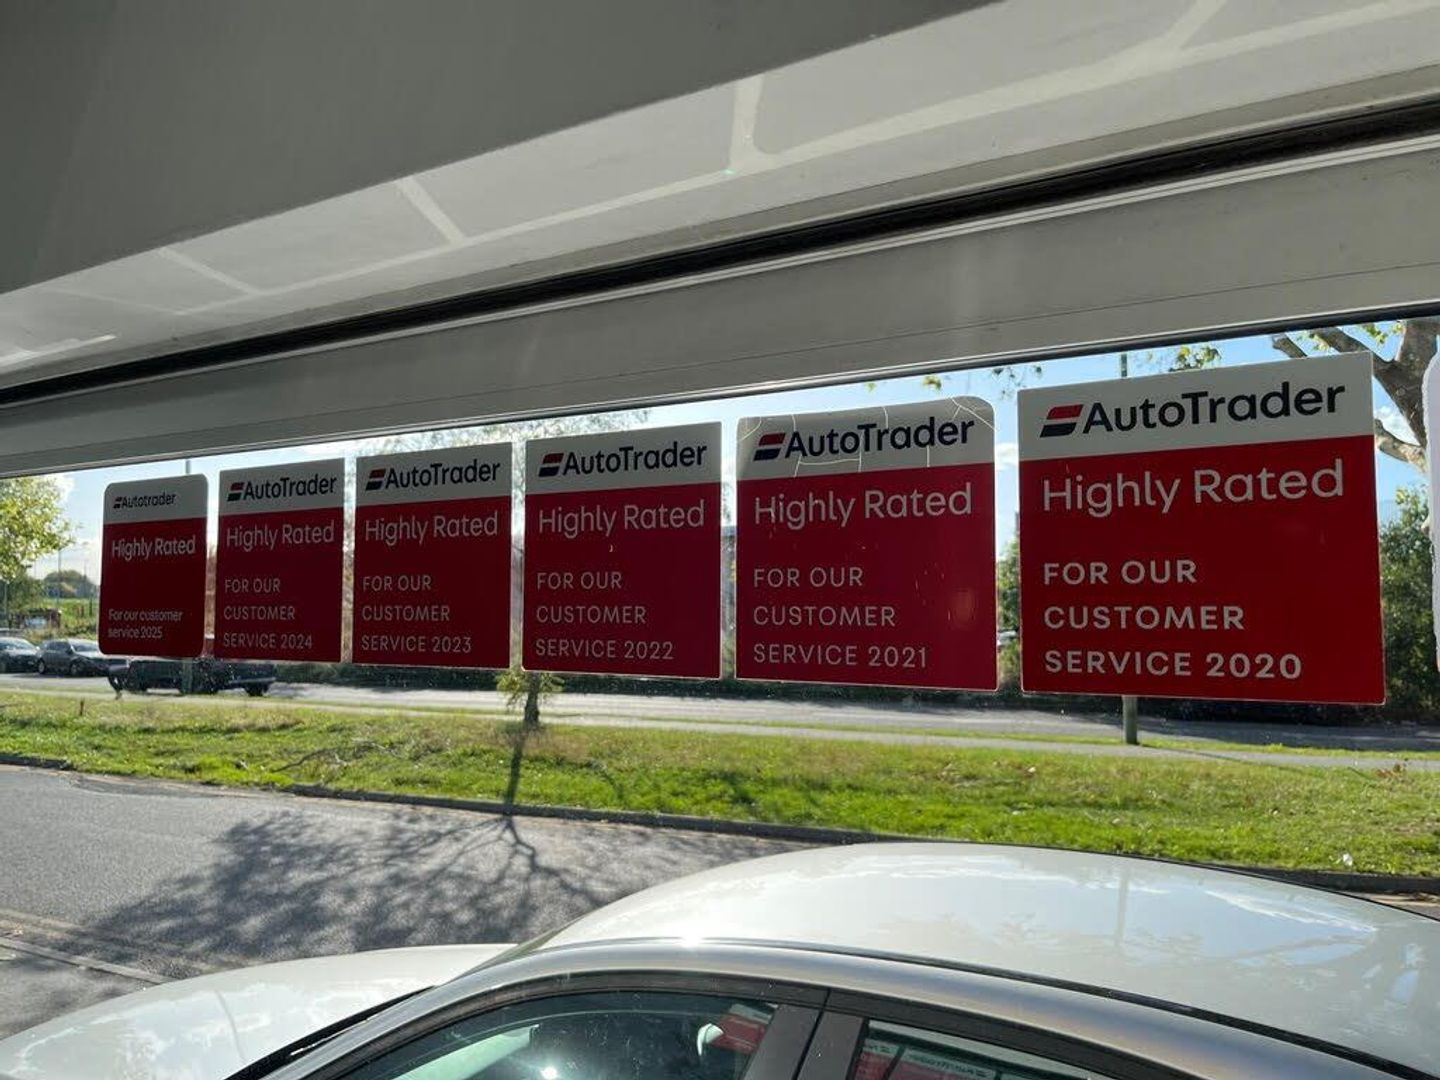 Autotrader
Highly Rated
For our customer
service 2025
AutoTrader
Highly Rated
FOR OUR
CUSTOMER
SERVICE 2024
AutoTrader
Highly Rated
FOR OUR
CUSTOMER
SERVICE 2023
AutoTrader
Highly Rated
FOR OUR
CUSTOMER
SERVICE 2022
AutoTrader
Highly Rated
FOR OUR
CUSTOMER
SERVICE 2021
AutoTrader
Highly Rated
FOR OUR
CUSTOMER
SERVICE 2020